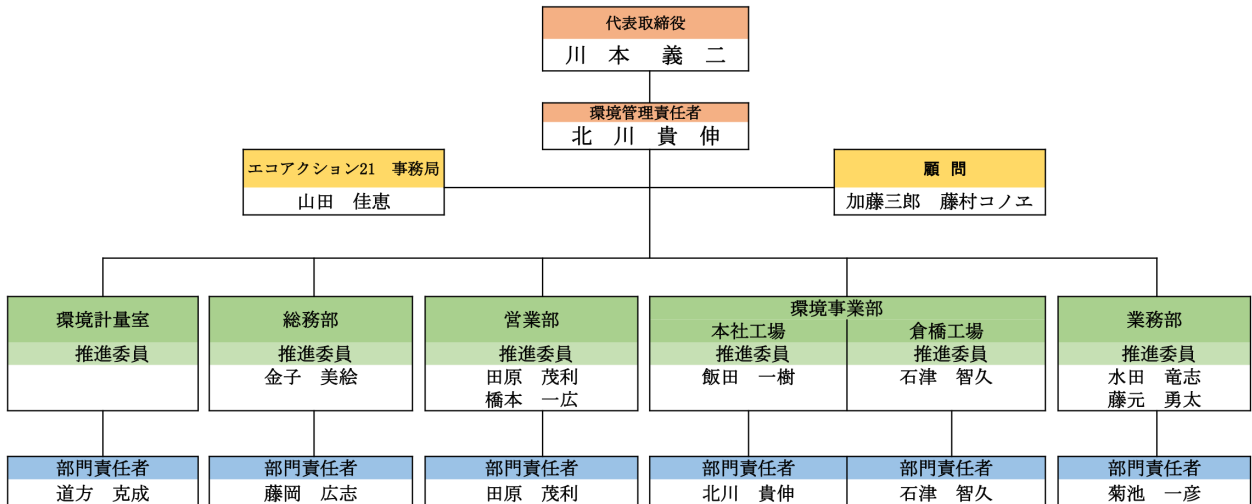 代表取締役
川 本 義 二
環境管理責任者
北 川 貴 伸
エコアクション21 事務局
山田 佳恵
顧 問
加藤三郎 藤村コノヱ
環境計量室
推進委員
総務部
推進委員
金子 美絵
営業部
推進委員
田原 茂利
橋本 一広
環境事業部
本社工場 倉橋工場
推進委員 推進委員
飯田 一樹 石津 智久
業務部
推進委員
水田 竜志
藤元 勇太
部門責任者
道方 克成
部門責任者
藤岡 広志
部門責任者
田原 茂利
部門責任者
北川 貴伸
部門責任者
石津 智久
部門責任者
菊池 一彦